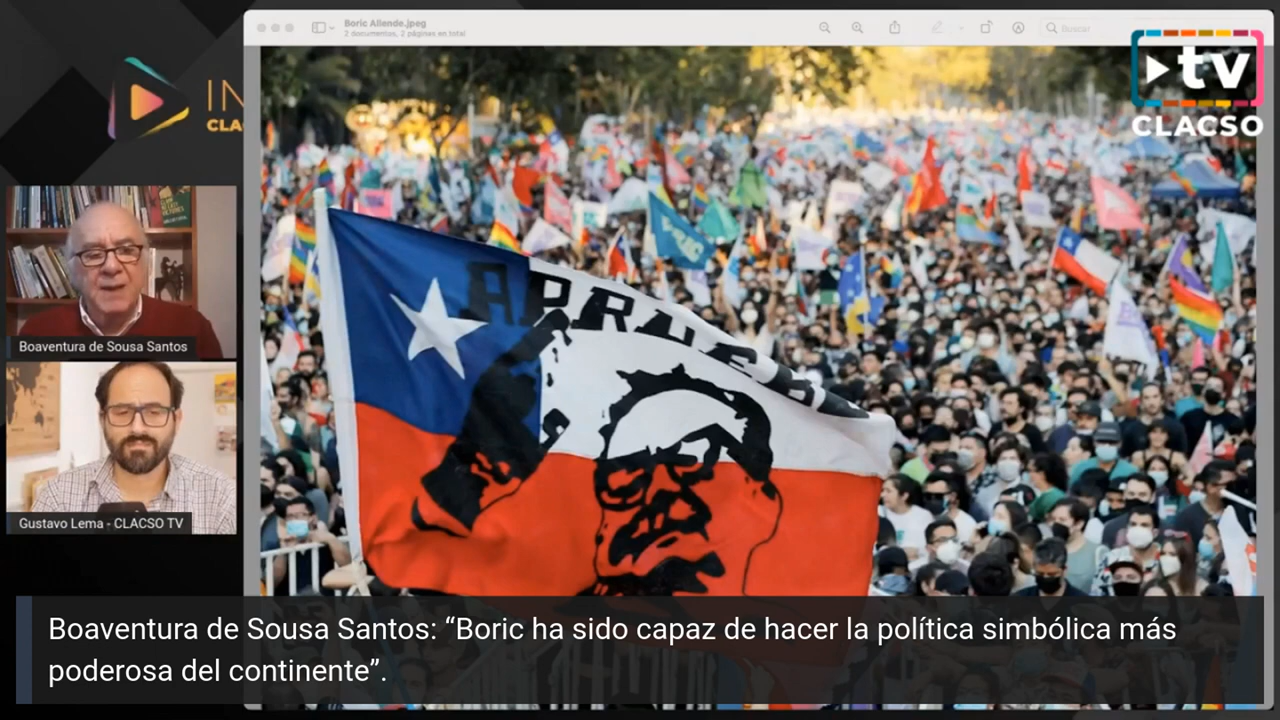 Boric Allende.jpeg
2 documentos, 2 páginas en total
Buscar
tv
CLACSO
IN
CLA
APRUEBO
Boaventura de Sousa Santos
Gustavo Lema - CLACSO TV
Boaventura de Sousa Santos: “Boric ha sido capaz de hacer la política simbólica más
poderosa del continente”.